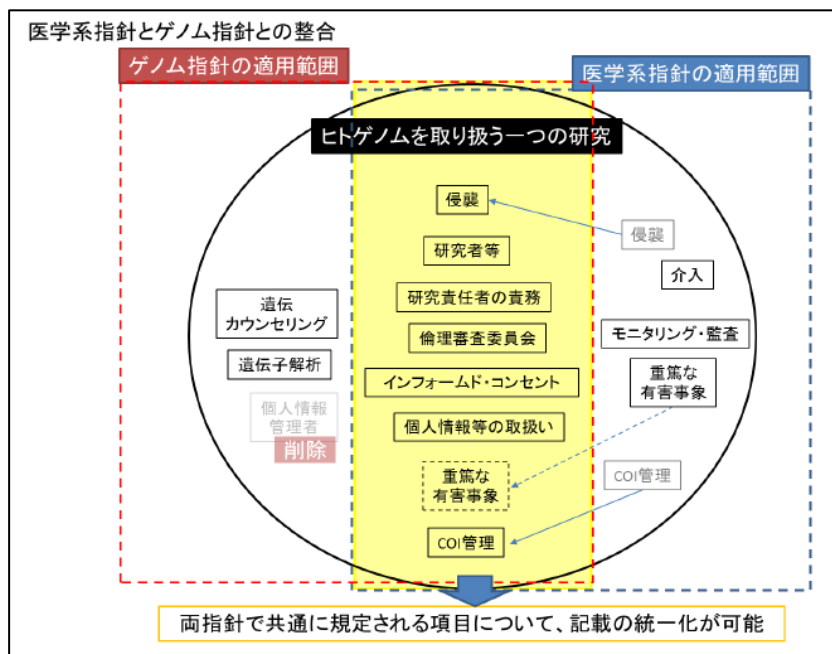 医学系指針とゲノム指針との整合
ゲノム指針の適用範囲
医学系指針の適用範囲
ヒトゲノムを取り扱う一つの研究
侵襲
侵襲
研究者等
介入
研究責任者の責務
遺伝
カウンセリング
倫理審査委員会
モニタリング・監査
遺伝子解析
インフォームド・コンセント
重篤な
有害事象
個人情報
管理者
削除
個人情報等の取扱い
重篤な
有害事象
COI管理
COI管理
両指針で共通に規定される項目について、記載の統一化が可能